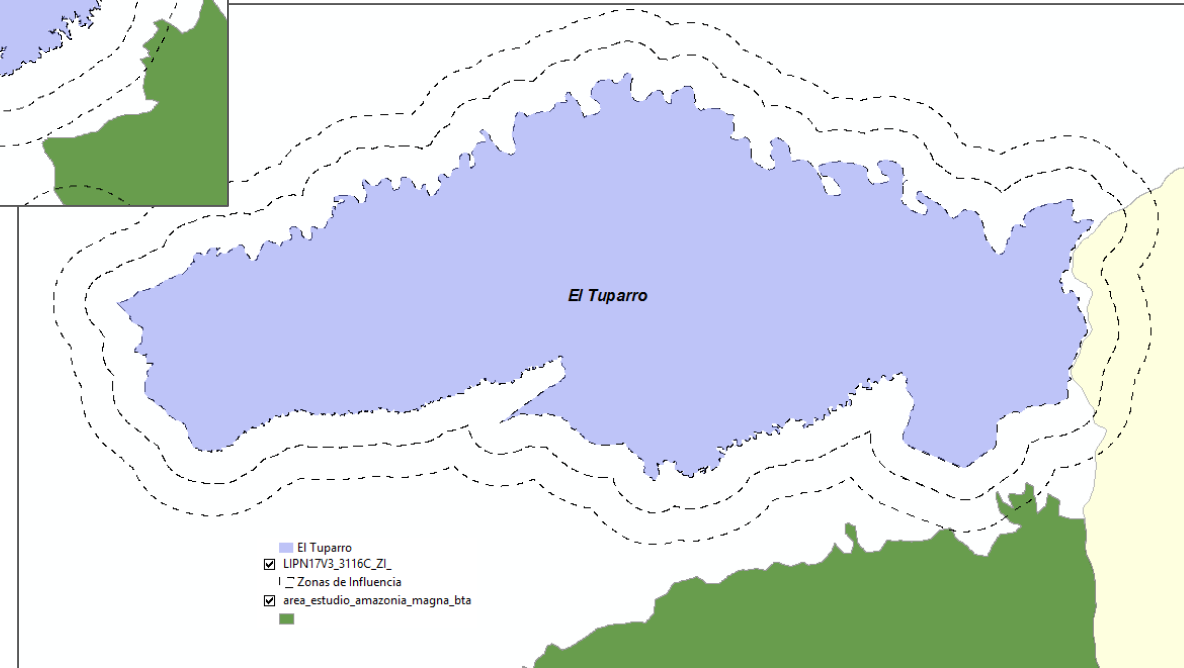 El Tuparro
El Tuparro
LIPN17V3_3116C_ZI_
Zonas de Influencia
area_estudio_amazonia_magna_bta